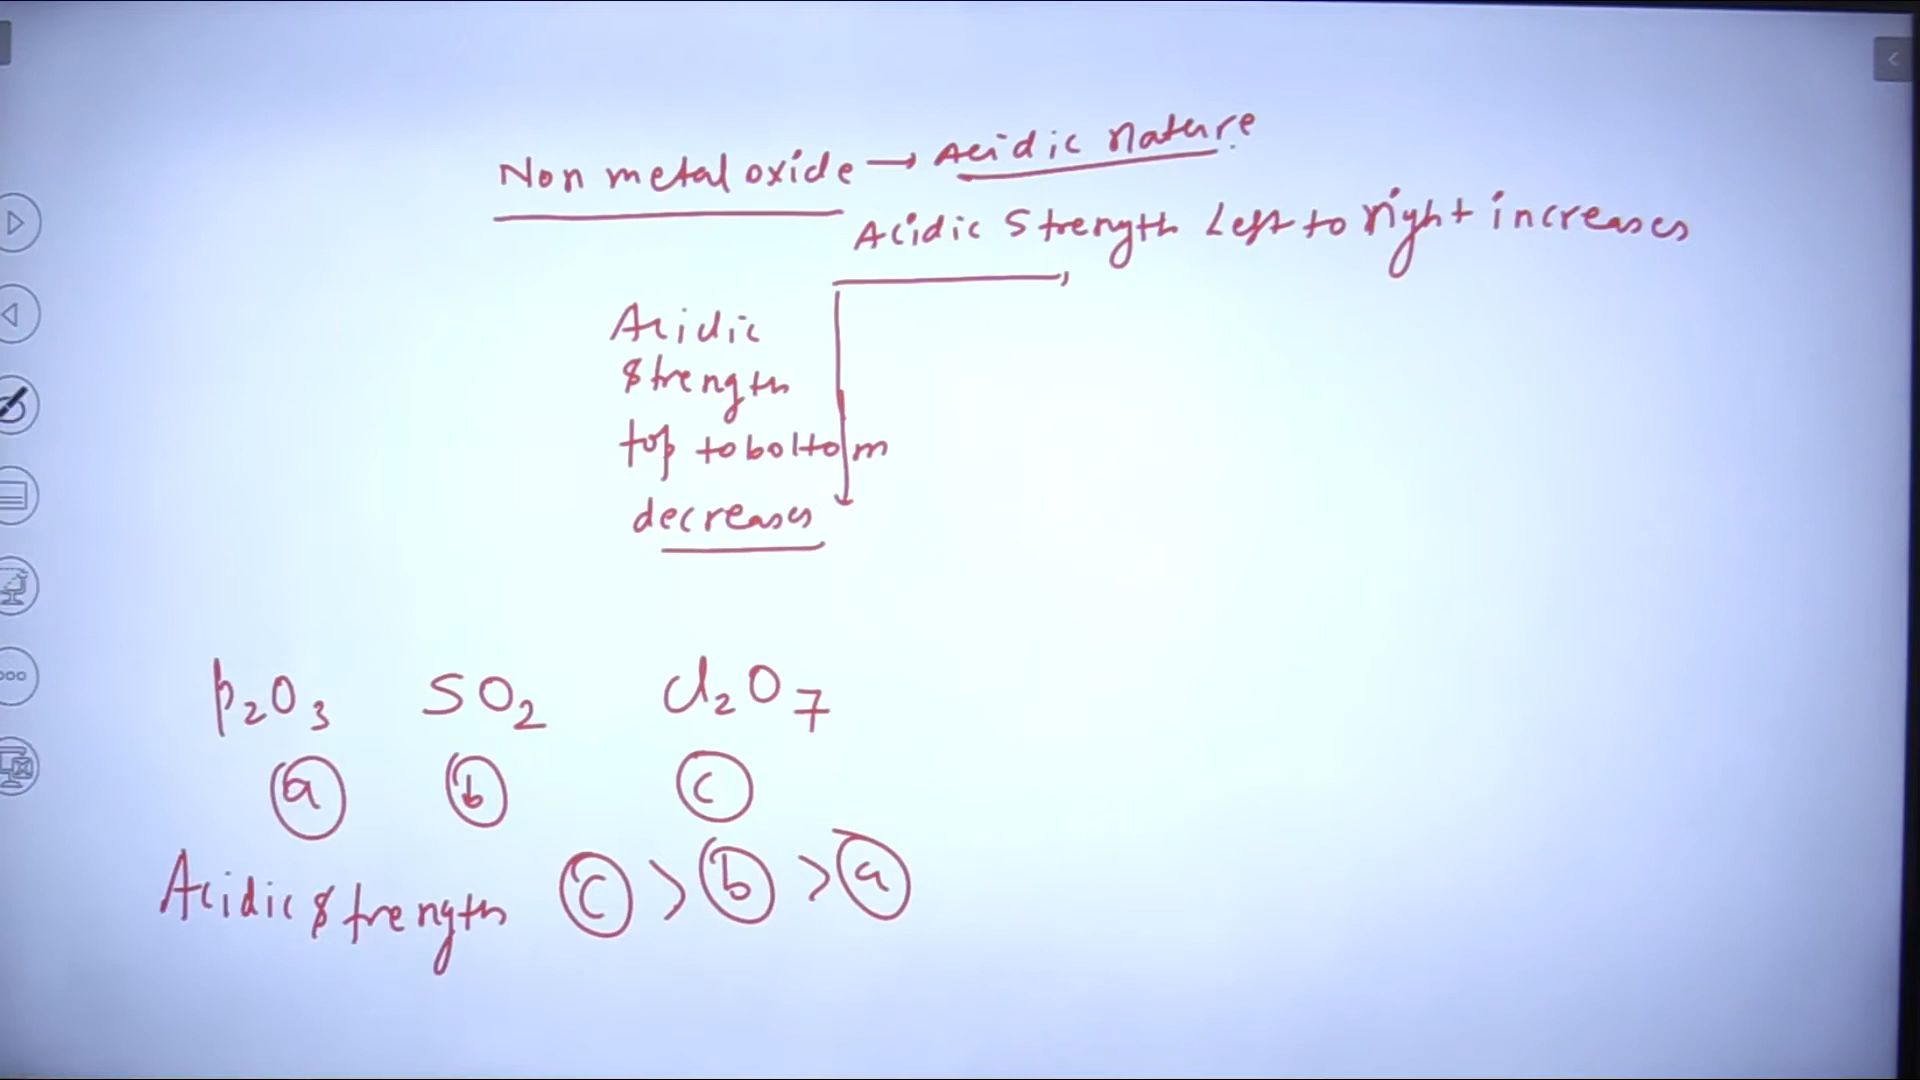 Non metal oxide → Acidic nature.
Acidic Strength Left to right increases
Acidic
strength
top to bottom
decreases
P₂O₃ SO₂ Cl₂O₇
a b c
Acidic strength c > b > a